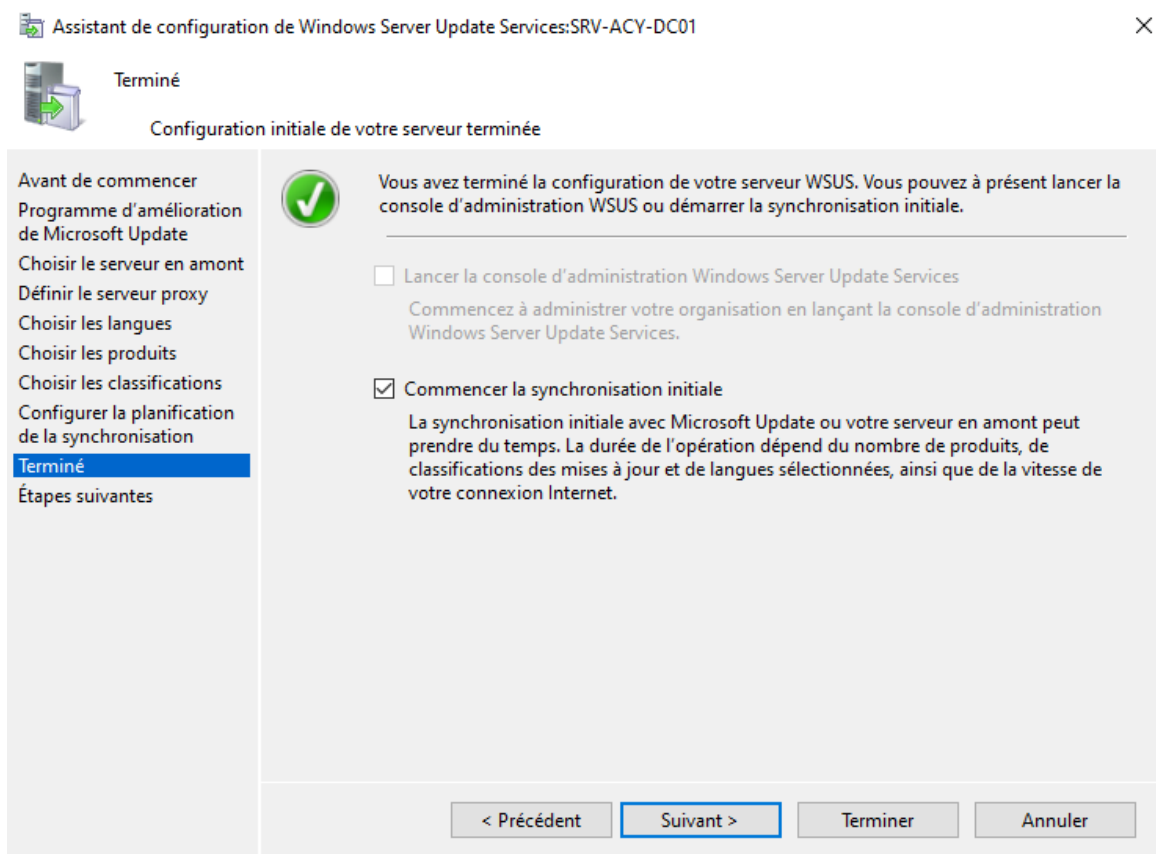 Assistant de configuration de Windows Server Update Services:SRV-ACY-DC01
Terminé
Configuration initiale de votre serveur terminée
Avant de commencer
Programme d'amélioration
de Microsoft Update
Choisir le serveur en amont
Définir le serveur proxy
Choisir les langues
Choisir les produits
Choisir les classifications
Configurer la planification
de la synchronisation
Terminé
Étapes suivantes
Vous avez terminé la configuration de votre serveur WSUS. Vous pouvez à présent lancer la
console d'administration WSUS ou démarrer la synchronisation initiale.
Lancer la console d'administration Windows Server Update Services
Commencez à administrer votre organisation en lançant la console d'administration
Windows Server Update Services.
Commencer la synchronisation initiale
La synchronisation initiale avec Microsoft Update ou votre serveur en amont peut
prendre du temps. La durée de l'opération dépend du nombre de produits, de
classifications des mises à jour et de langues sélectionnées, ainsi que de la vitesse de
votre connexion Internet.
< Précédent
Suivant >
Terminer
Annuler